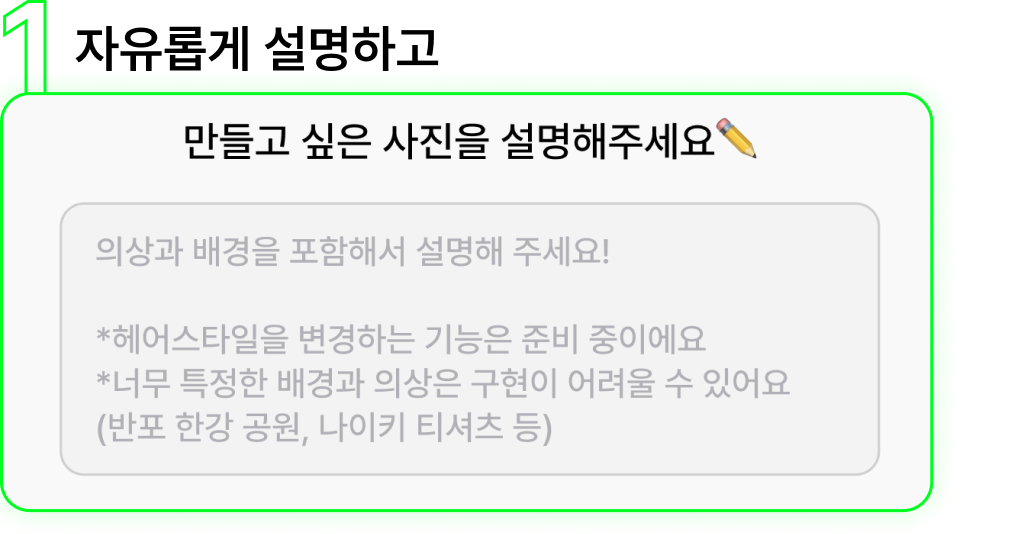 1 자유롭게 설명하고
만들고 싶은 사진을 설명해주세요✏️
의상과 배경을 포함해서 설명해 주세요!
*헤어스타일을 변경하는 기능은 준비 중이에요
*너무 특정한 배경과 의상은 구현이 어려울 수 있어요
(반포 한강 공원, 나이키 티셔츠 등)